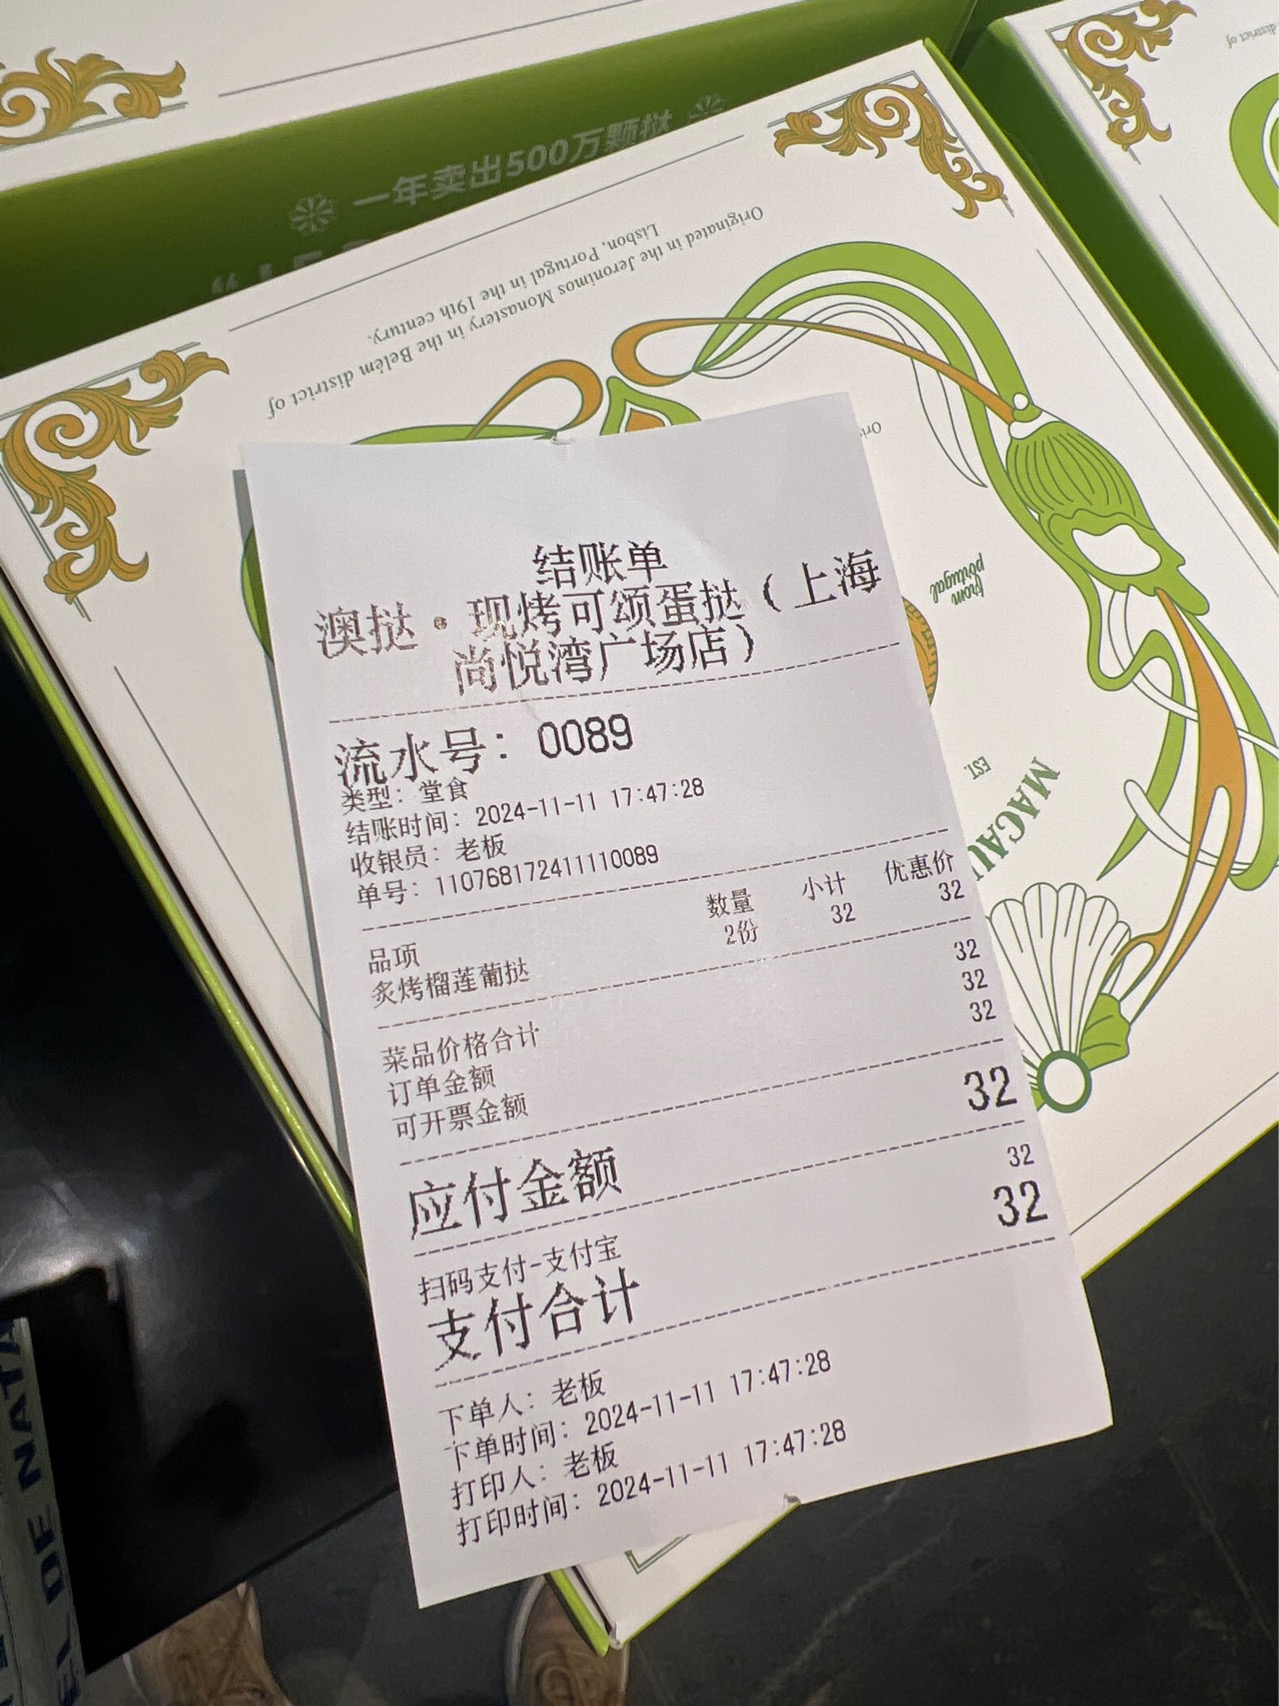 一年卖出500万颗挞
Originated in the Jeronimos Monastery in the Belém district of
Lisbon, Portugal in the 19th century.
district of
from
portugal
EST.
MACAU
结账单
澳挞·现烤可颂蛋挞（上海
尚悦湾广场店）
流水号：0089
类型：堂食
结账时间：2024-11-11 17:47:28
收银员：老板
单号：110768172411110089
品项 数量 小计 优惠价
炙烤榴莲葡挞 2份 32 32
菜品价格合计 32
订单金额 32
可开票金额 32
应付金额 32
扫码支付-支付宝 32
支付合计 32
下单人：老板
下单时间：2024-11-11 17:47:28
打印人：老板
打印时间：2024-11-11 17:47:28
DE NATA